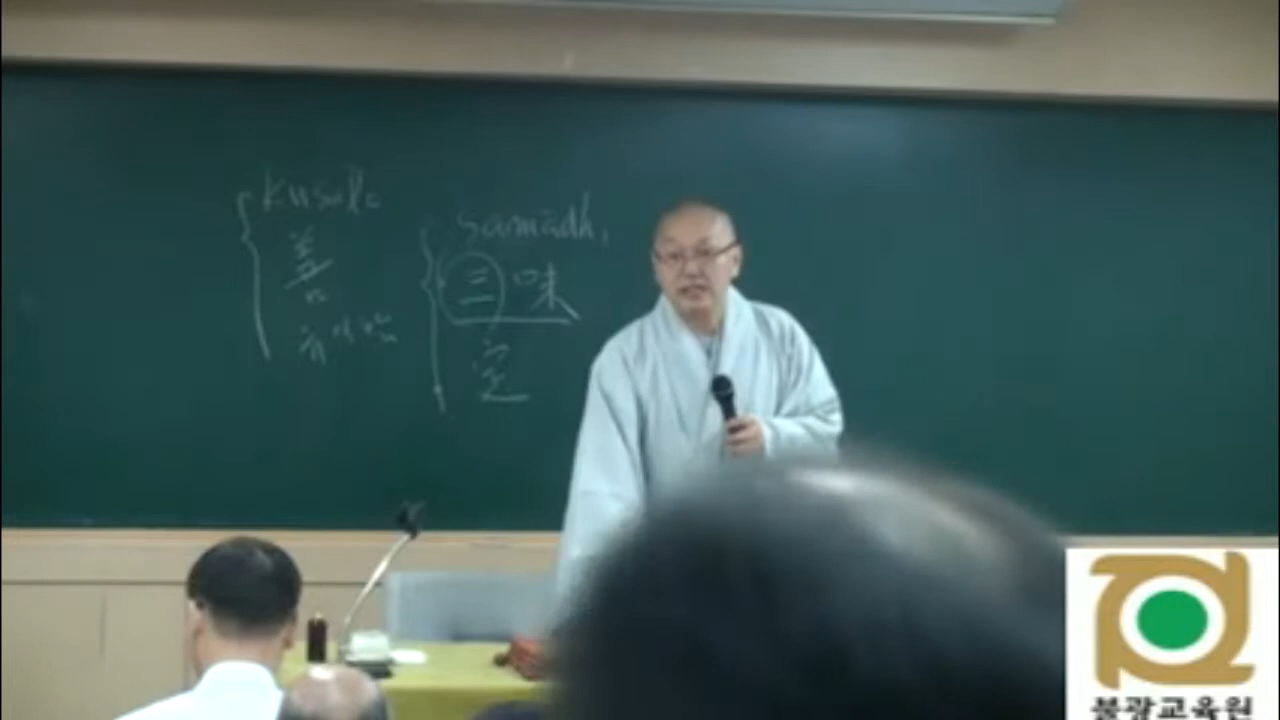 kusala
善
samādhi
三昧
定
불광교육원